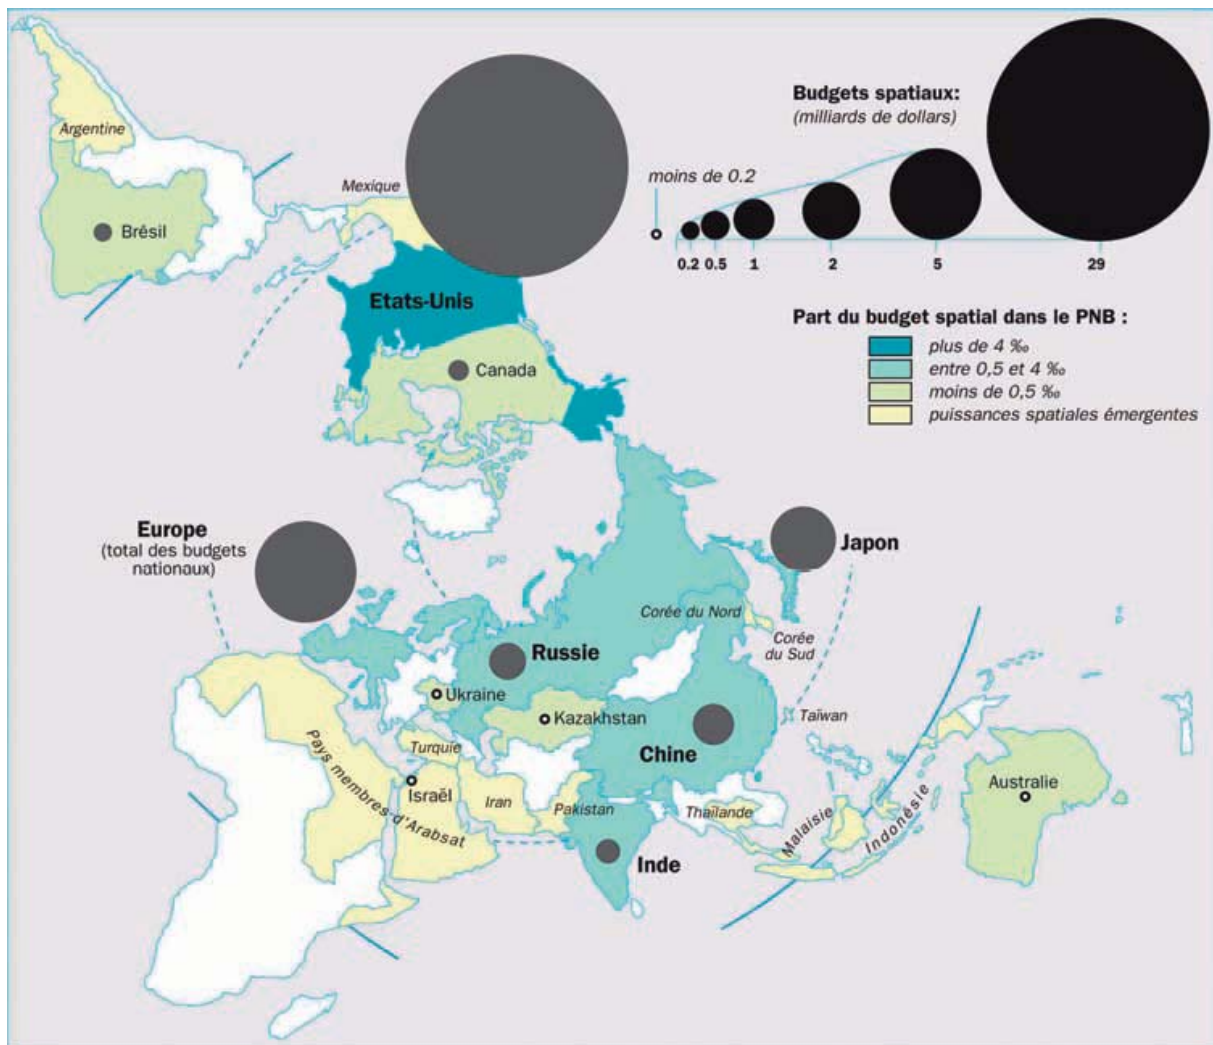 Budgets spatiaux:
(milliards de dollars)
moins de 0.2
0.2 0.5 1 2 5 29
Part du budget spatial dans le PNB :
plus de 4 ‰
entre 0,5 et 4 ‰
moins de 0,5 ‰
puissances spatiales émergentes
Argentine
Mexique
Brésil
Etats-Unis
Canada
Europe
(total des budgets
nationaux)
Japon
Corée du Nord
Corée
du Sud
Russie
Ukraine
Kazakhstan
Taïwan
Chine
Turquie
Pays membres d'Arabsat
Israël
Iran
Pakistan
Thaïlande
Malaisie
Indonésie
Australie
Inde